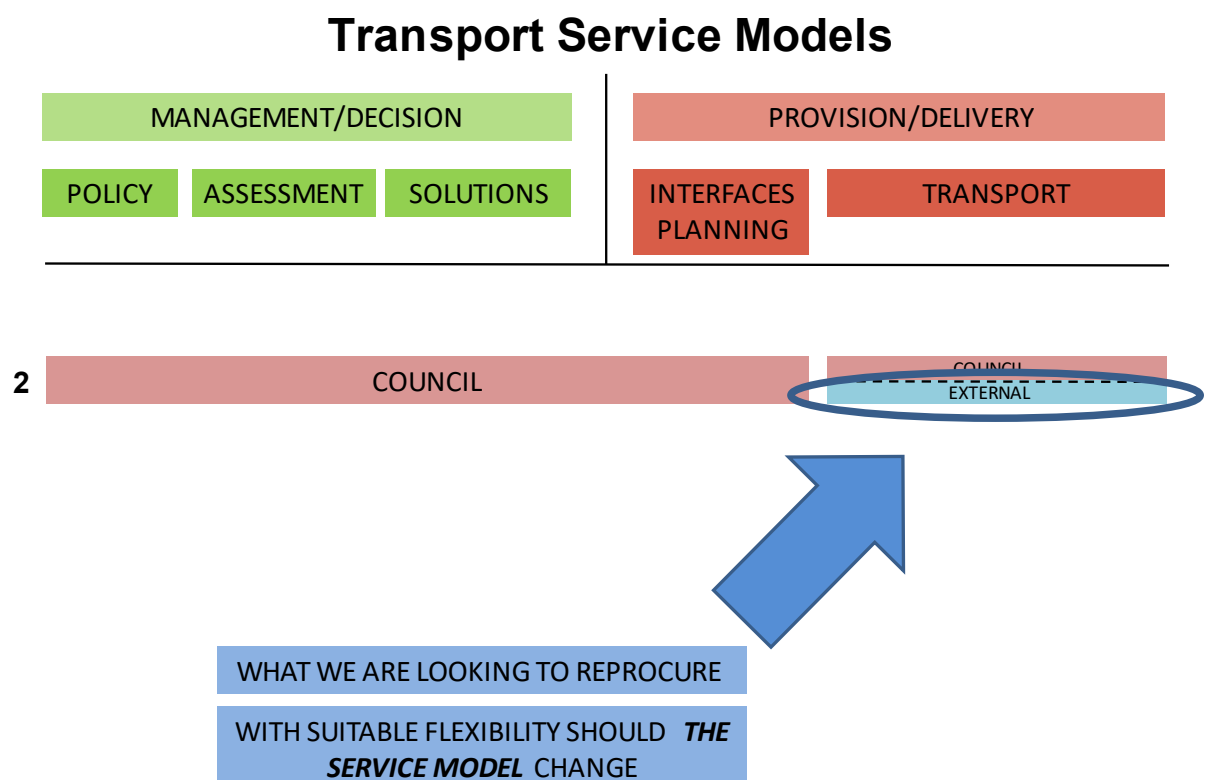 Transport Service Models
MANAGEMENT/DECISION
PROVISION/DELIVERY
POLICY
ASSESSMENT
SOLUTIONS
INTERFACES
PLANNING
TRANSPORT
2
COUNCIL
COUNCIL
EXTERNAL
WHAT WE ARE LOOKING TO REPROCURE
WITH SUITABLE FLEXIBILITY SHOULD THE
SERVICE MODEL CHANGE